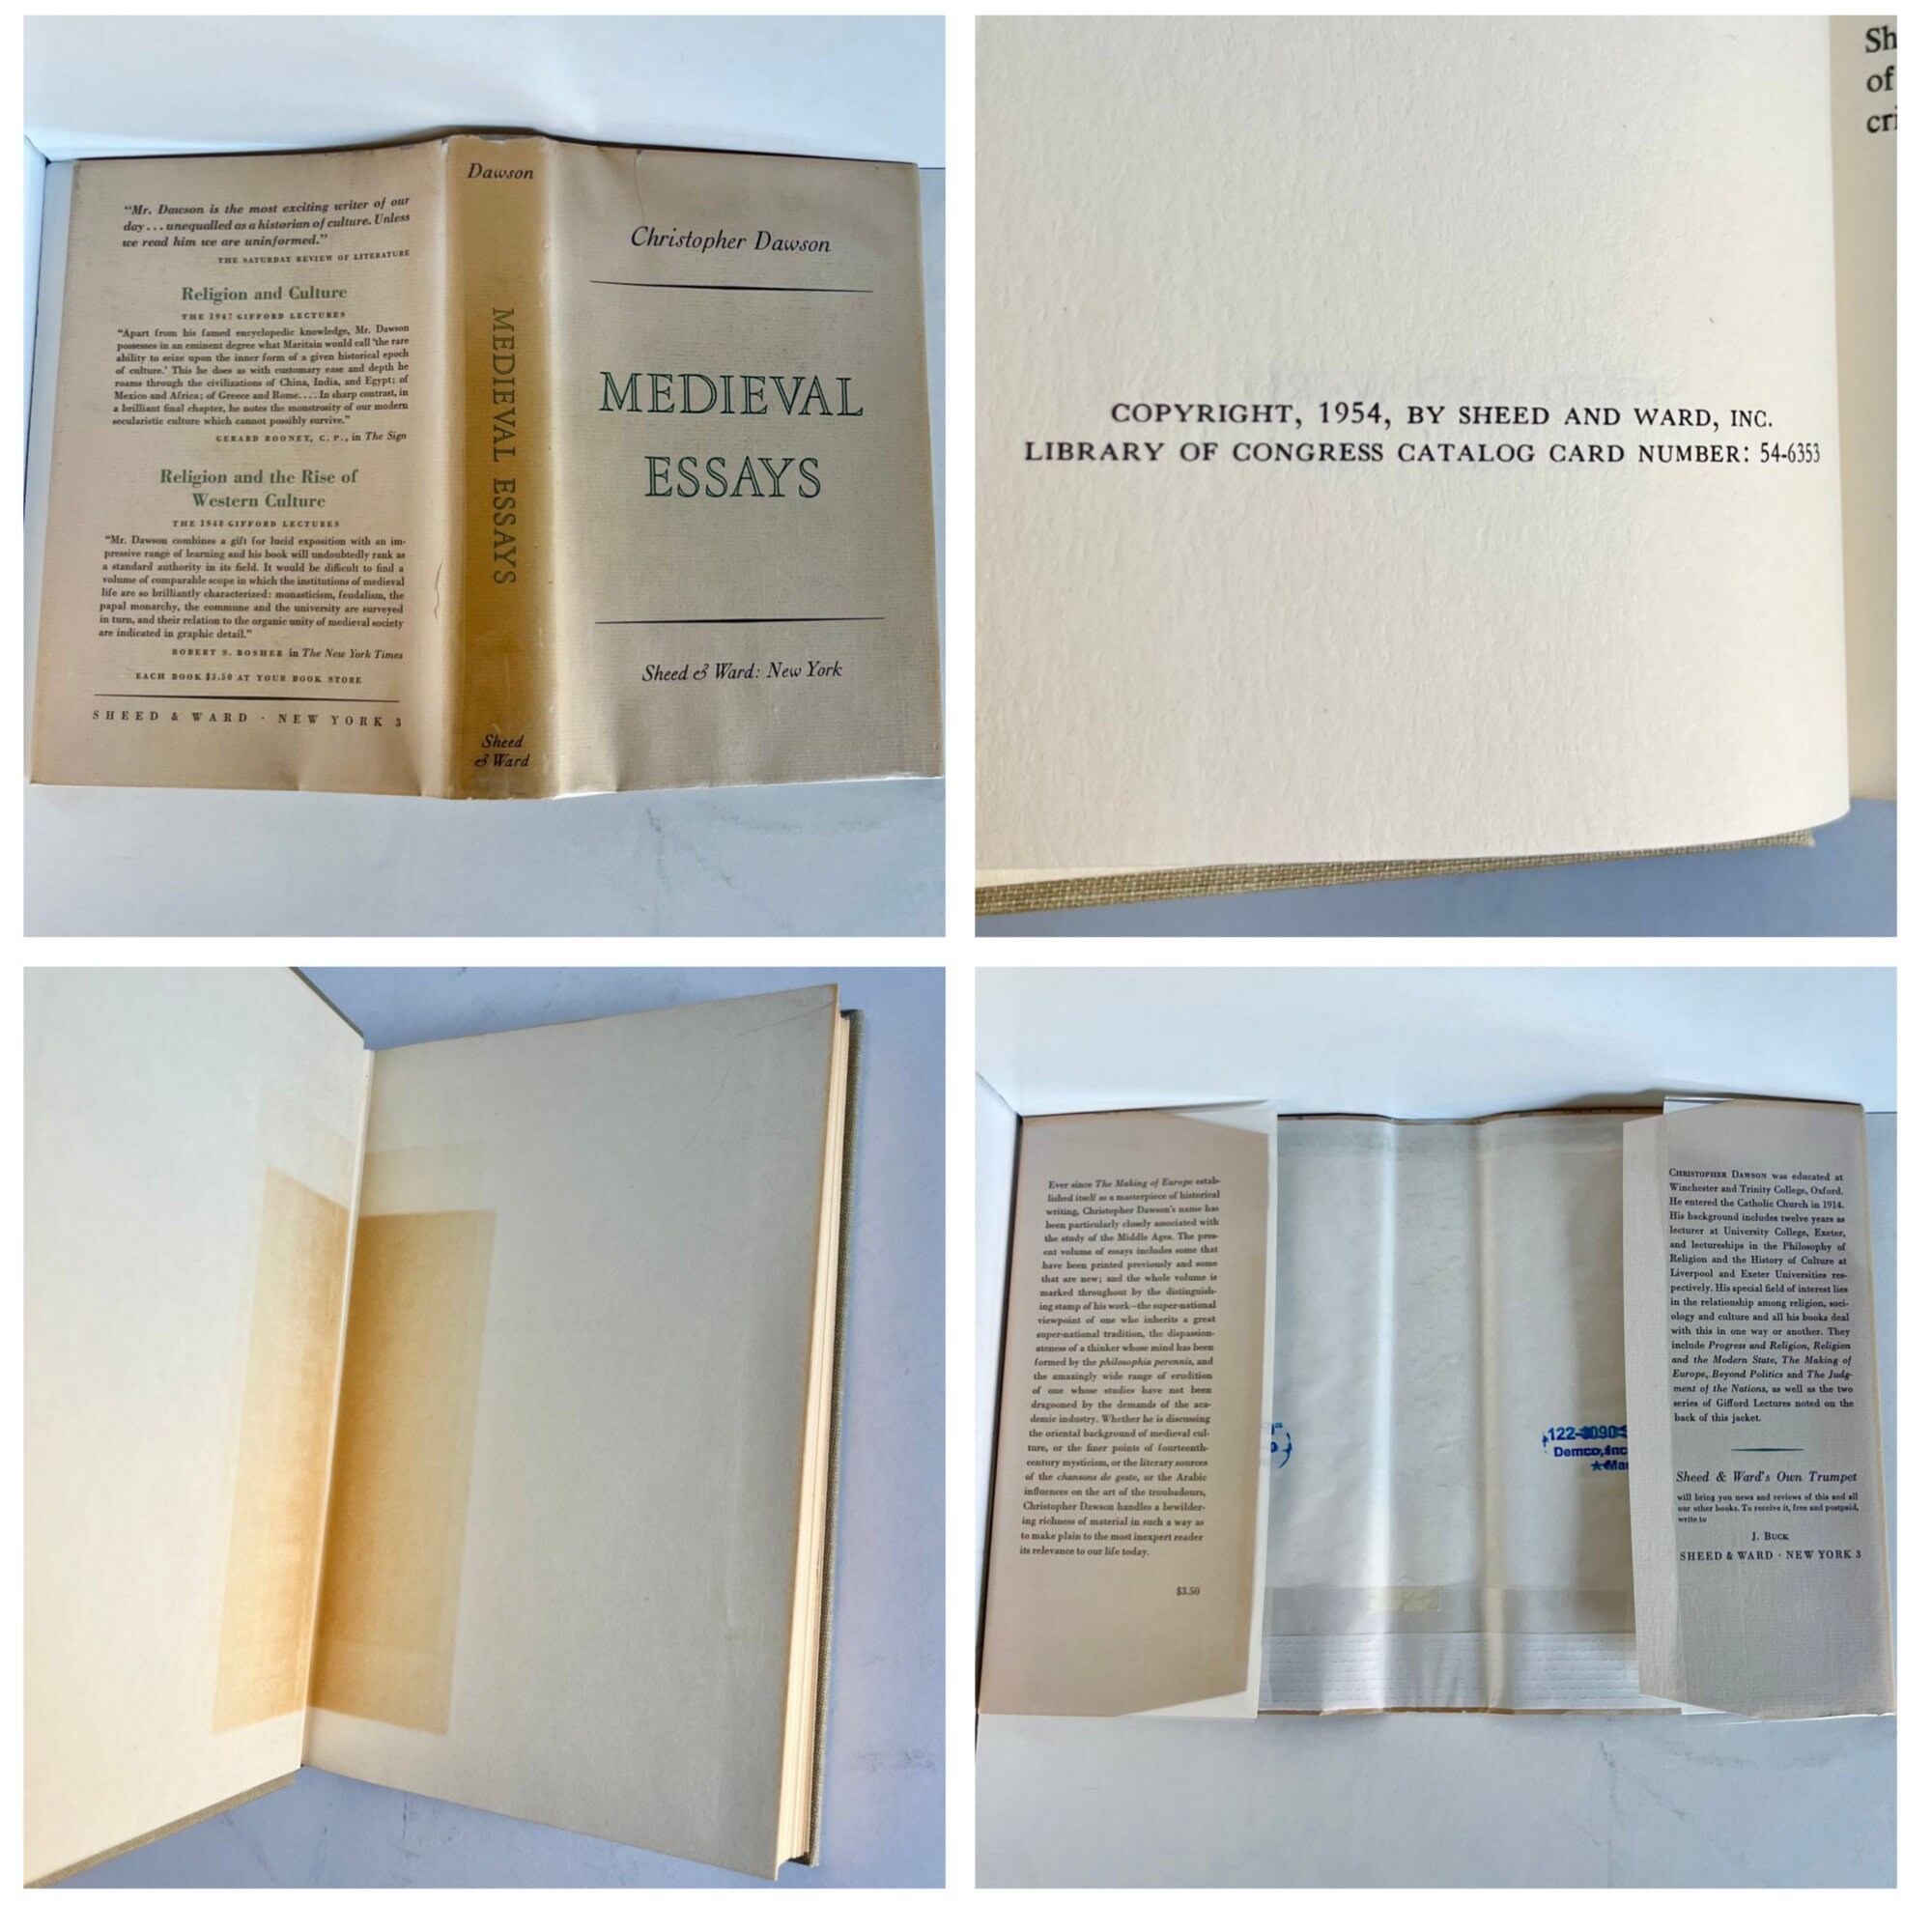 "Mr. Dawson is the most exciting writer of our
day . . . unequalled as a historian of culture. Unless
we read him we are uninformed."
THE SATURDAY REVIEW OF LITERATURE
Religion and Culture
THE 1947 GIFFORD LECTURES
"Apart from his famed encyclopedic knowledge, Mr. Dawson
possesses in an eminent degree what Maritain would call 'the rare
ability to seize upon the inner form of a given historical epoch
of culture.' This he does as with customary ease and depth he
roams through the civilizations of China, India, and Egypt; of
Mexico and Africa; of Greece and Rome. . . . In sharp contrast, in
a brilliant final chapter, he notes the monstrosity of our modern
secularistic culture which cannot possibly survive."
GERARD ROONEY, C. P., in The Sign
Religion and the Rise of
Western Culture
THE 1948 GIFFORD LECTURES
"Mr. Dawson combines a gift for lucid exposition with an im-
pressive range of learning and his book will undoubtedly rank as
a standard authority in its field. It would be difficult to find a
volume of comparable scope in which the institutions of medieval
life are so brilliantly characterized: monasticism, feudalism, the
papal monarchy, the commune and the university are surveyed
in turn, and their relation to the organic unity of medieval society
are indicated in graphic detail."
ROBERT S. BOSHER in The New York Times
EACH BOOK $3.50 AT YOUR BOOK STORE
SHEED & WARD · NEW YORK 3
Dawson
MEDIEVAL ESSAYS
Sheed
& Ward
Christopher Dawson
MEDIEVAL
ESSAYS
Sheed & Ward: New York
Sh
of
cri
COPYRIGHT, 1954, BY SHEED AND WARD, INC.
LIBRARY OF CONGRESS CATALOG CARD NUMBER: 54-6353
Ever since The Making of Europe estab-
lished itself as a masterpiece of historical
writing, Christopher Dawson's name has
been particularly closely associated with
the study of the Middle Ages. The pres-
ent volume of essays includes some that
have been printed previously and some
that are new; and the whole volume is
marked throughout by the distinguish-
ing stamp of his work—the super-national
viewpoint of one who inherits a great
super-national tradition, the dispassion-
ateness of a thinker whose mind has been
formed by the philosophia perennis, and
the amazingly wide range of erudition
of one whose studies have not been
dragooned by the demands of the aca-
demic industry. Whether he is discussing
the oriental background of medieval cul-
ture, or the finer points of fourteenth-
century mysticism, or the literary sources
of the chansons de geste, or the Arabic
influences on the art of the troubadours,
Christopher Dawson handles a bewilder-
ing richness of material in such a way as
to make plain to the most inexpert reader
its relevance to our life today.
$3.50
Demco, Inc
CHRISTOPHER DAWSON was educated at
Winchester and Trinity College, Oxford.
He entered the Catholic Church in 1914.
His background includes twelve years as
lecturer at University College, Exeter,
and lectureships in the Philosophy of
Religion and the History of Culture at
Liverpool and Exeter Universities res-
pectively. His special field of interest lies
in the relationship among religion, soci-
ology and culture and all his books deal
with this in one way or another. They
include Progress and Religion, Religion
and the Modern State, The Making of
Europe, Beyond Politics and The Judg-
ment of the Nations, as well as the two
series of Gifford Lectures noted on the
back of this jacket.
Sheed & Ward's Own Trumpet
will bring you news and reviews of this and all
our other books. To receive it, free and postpaid,
write to
J. BUCK
SHEED & WARD · NEW YORK 3